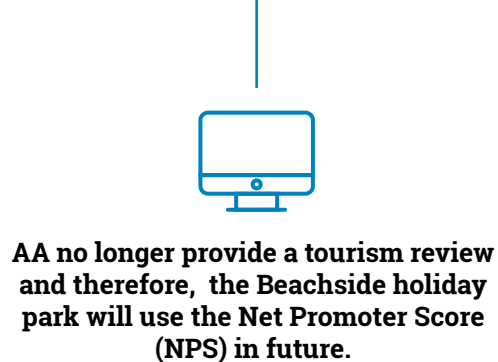 AA no longer provide a tourism review
and therefore,  the Beachside holiday
park will use the Net Promoter Score
(NPS) in future.